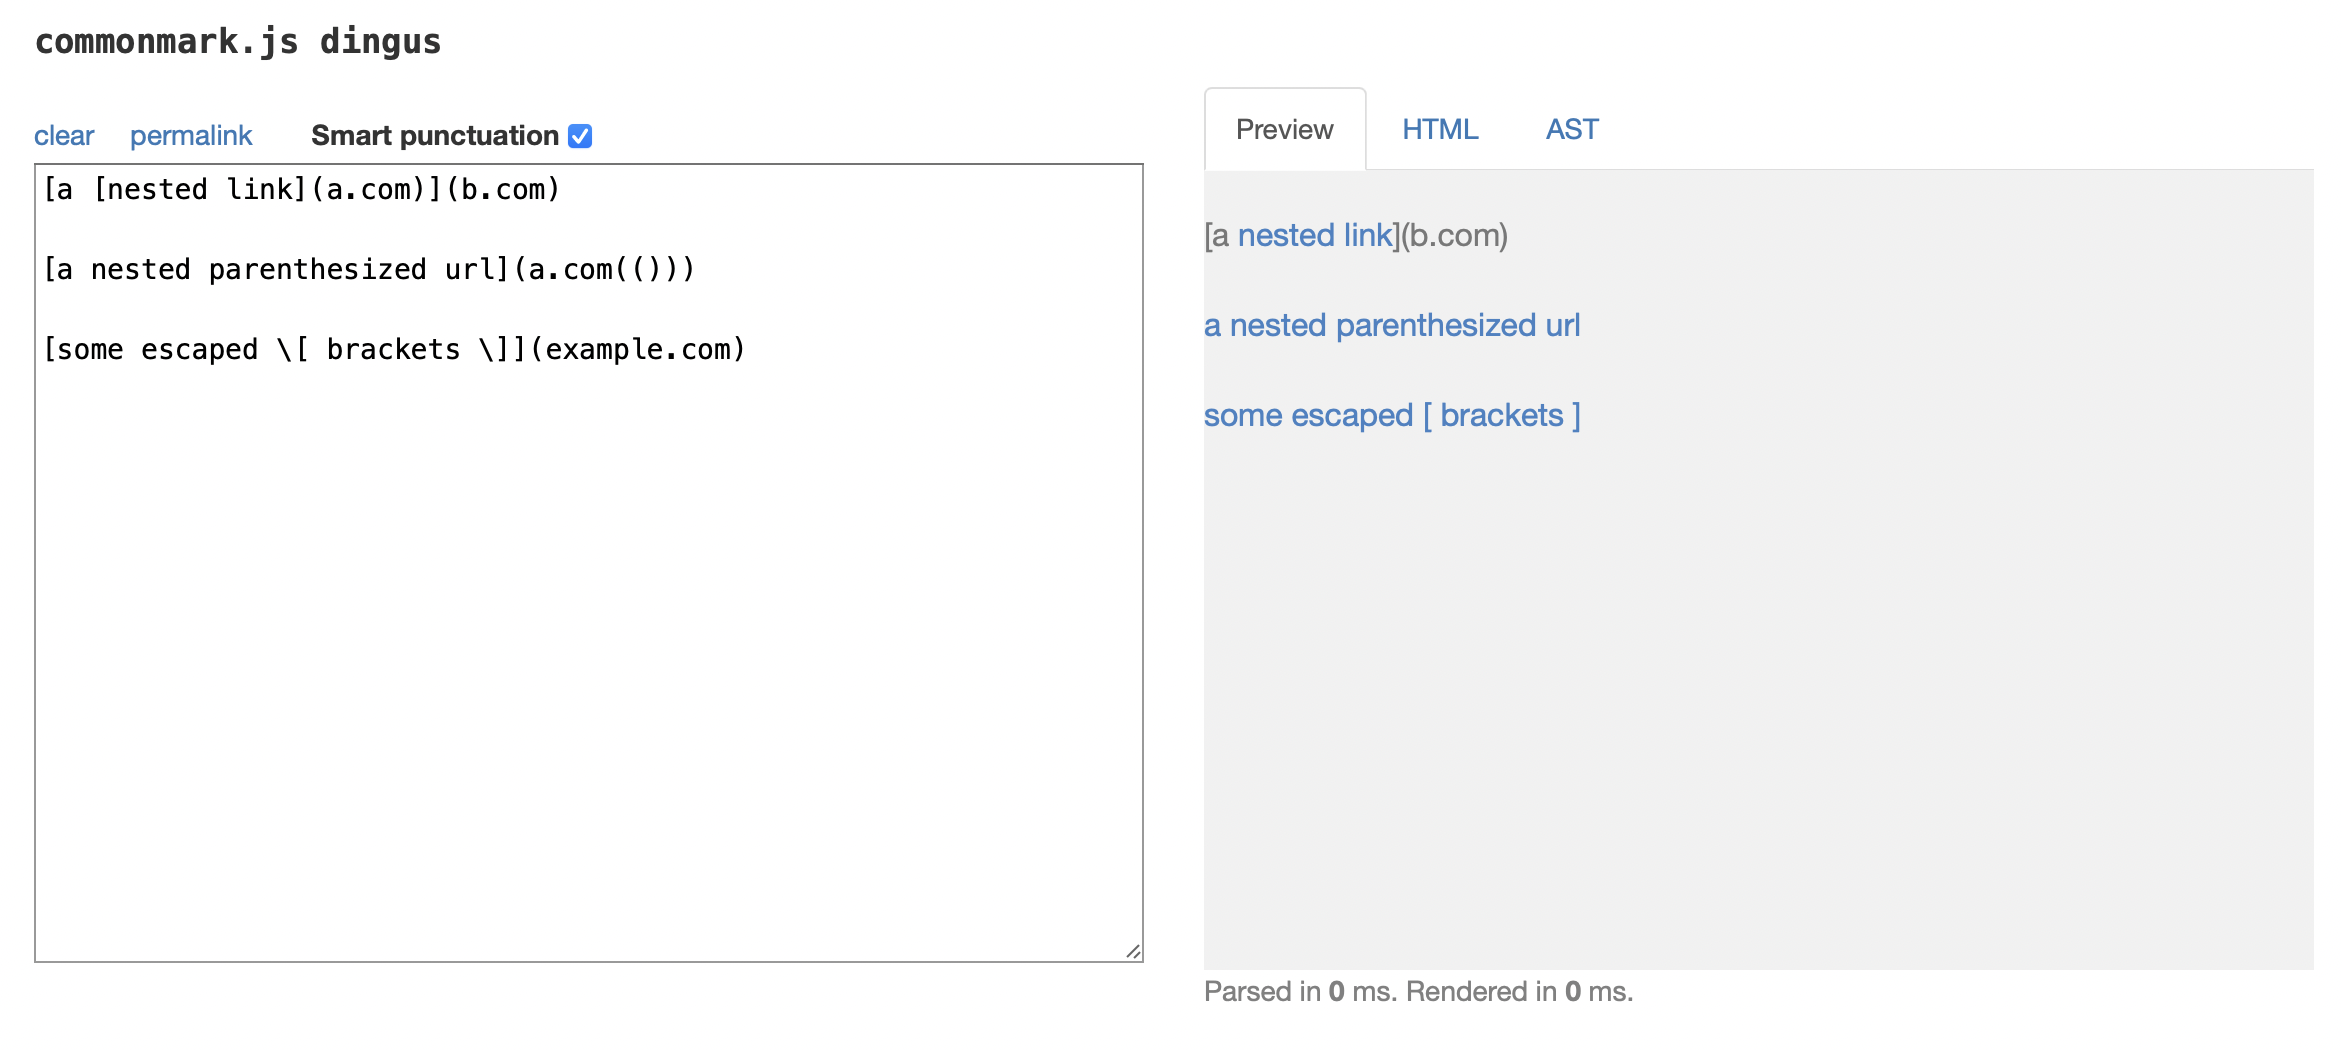 commonmark.js dingus
clear permalink Smart punctuation
[a [nested link](a.com)](b.com)
[a nested parenthesized url](a.com(()))
[some escaped \[ brackets \]](example.com)
Preview HTML AST
[a nested link](b.com)
a nested parenthesized url
some escaped [ brackets ]
Parsed in 0 ms. Rendered in 0 ms.